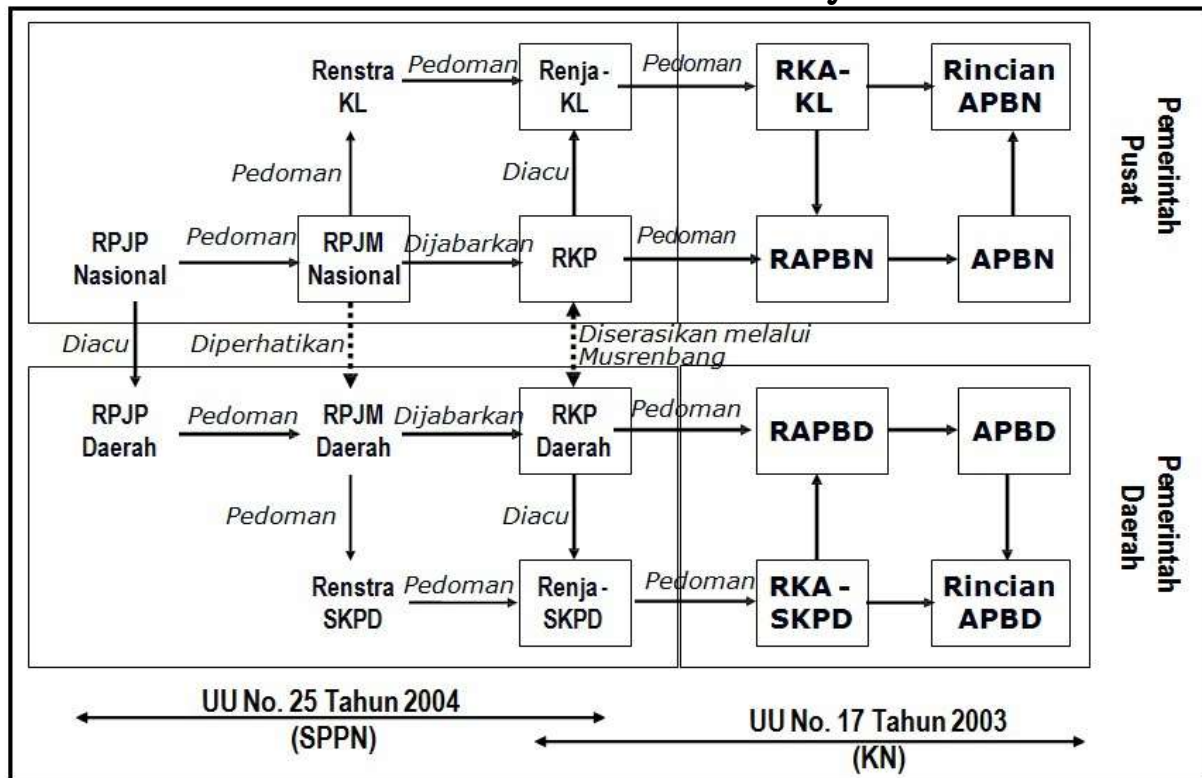 Renstra
KL
Pedoman
Renja -
KL
Pedoman
RKA-
KL
Rincian
APBN
Pemerintah
Pusat
Pedoman
Diacu
RPJP
Nasional
Pedoman
RPJM
Nasional
Dijabarkan
RKP
Pedoman
RAPBN
APBN
Diacu
Diperhatikan
Diserasikan melalui
Musrenbang
RPJP
Daerah
Pedoman
RPJM
Daerah
Dijabarkan
RKP
Daerah
Pedoman
RAPBD
APBD
Pemerintah
Daerah
Pedoman
Diacu
Renstra
SKPD
Pedoman
Renja -
SKPD
Pedoman
RKA -
SKPD
Rincian
APBD
UU No. 25 Tahun 2004
(SPPN)
UU No. 17 Tahun 2003
(KN)